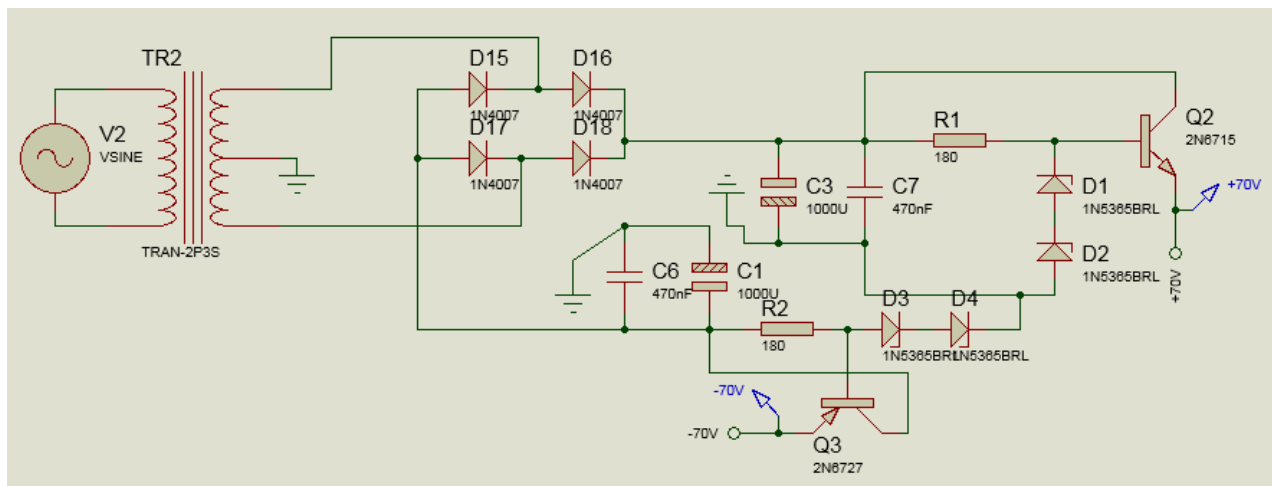 TR2
TRAN-2P3S
V2
VSINE
D15
1N4007
D16
1N4007
D17
1N4007
D18
1N4007
R1
180
Q2
2N6715
+70V
+70V
C3
1000U
C7
470nF
D1
1N5365BRL
D2
1N5365BRL
C6
470nF
C1
1000U
R2
180
D3
1N5365BRL
D4
1N5365BRL
-70V
-70V
Q3
2N6727